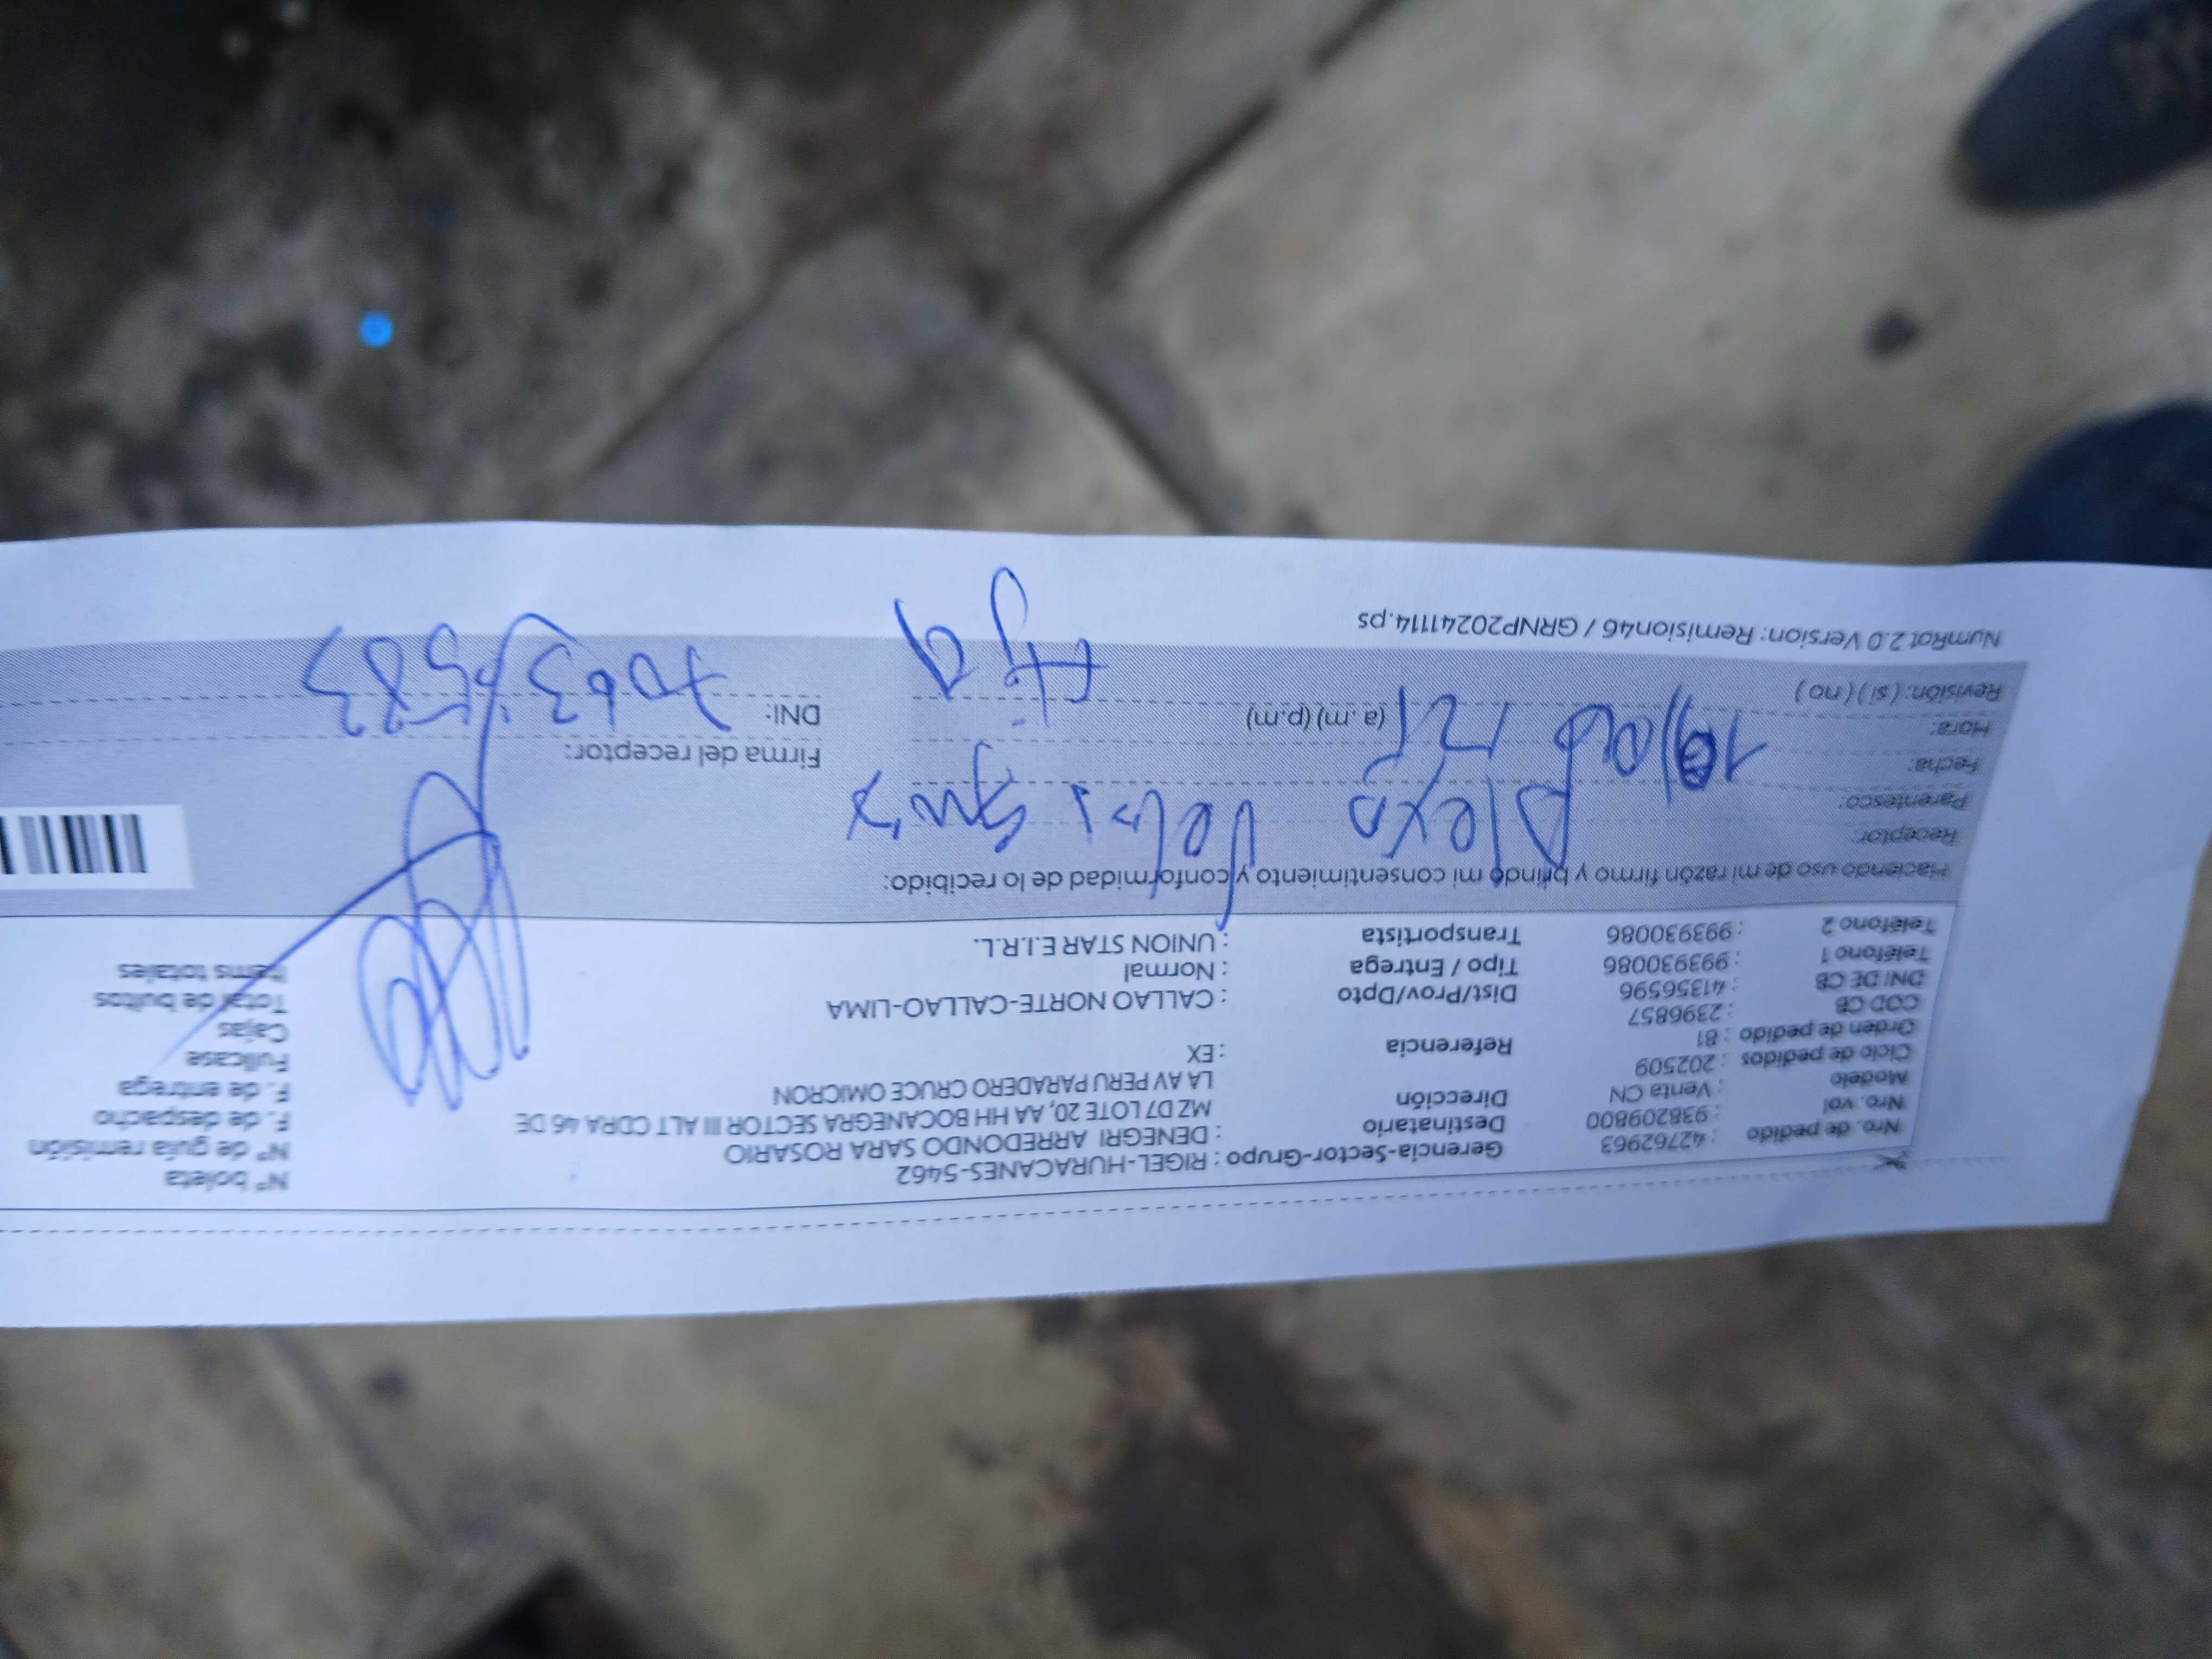 Nro. de pedido : 42762963 Gerencia-Sector-Grupo : RIGEL-HURACANES-5462 N° boleta
Nro. vol : 938209800 Destinatario : DENEGRI ARREDONDO SARA ROSARIO N° de guía remisión
Modelo : Venta CN Dirección MZ D7 LOTE 20, AA HH BOCANEGRA SECTOR III ALT CDRA 46 DE F. de despacho
Ciclo de pedidos : 202509 LA AV PERU PARADERO CRUCE OMICRON F. de entrega
Orden de pedido : 81 Referencia : EX Fullcase
COD CB : 2396857 Cajas
DNI DE CB : 41356596 Dist/Prov/Dpto : CALLAO NORTE-CALLAO-LIMA Total de bultos
Teléfono 1 : 993930086 Tipo / Entrega : Normal Items totales
Teléfono 2 : 993930086 Transportista : UNION STAR E.I.R.L.
Haciendo uso de mi razón firmo y brindo mi consentimiento y conformidad de lo recibido:
Receptor:
Parentesco:
Fecha:
Hora: (a. m) (p.m)
Firma del receptor:
DNI:
Revisión: ( si ) ( no )
NumRot 2.0 Version: Remision46 / GRNP20241114.ps